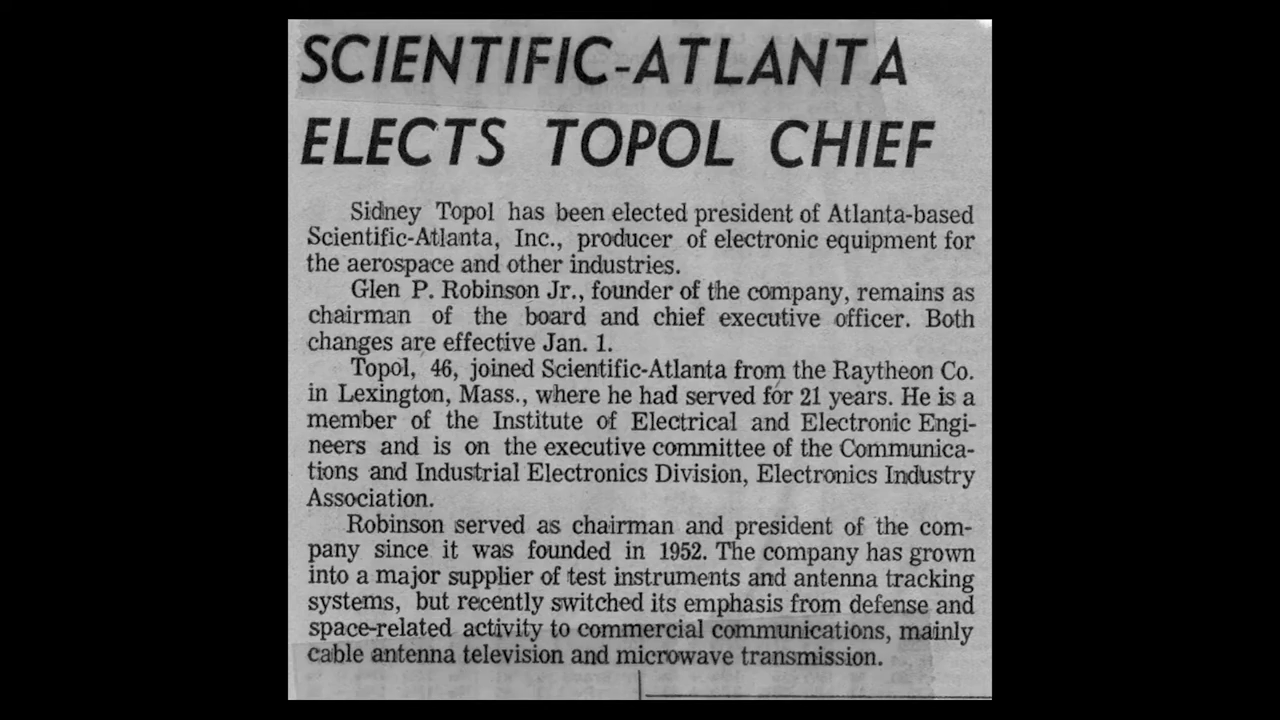 SCIENTIFIC-ATLANTA
ELECTS TOPOL CHIEF
Sidney Topol has been elected president of Atlanta-based
Scientific-Atlanta, Inc., producer of electronic equipment for
the aerospace and other industries.
Glen P. Robinson Jr., founder of the company, remains as
chairman of the board and chief executive officer. Both
changes are effective Jan. 1.
Topol, 46, joined Scientific-Atlanta from the Raytheon Co.
in Lexington, Mass., where he had served for 21 years. He is a
member of the Institute of Electrical and Electronic Engi-
neers and is on the executive committee of the Communica-
tions and Industrial Electronics Division, Electronics Industry
Association.
Robinson served as chairman and president of the com-
pany since it was founded in 1952. The company has grown
into a major supplier of test instruments and antenna tracking
systems, but recently switched its emphasis from defense and
space-related activity to commercial communications, mainly
cable antenna television and microwave transmission.